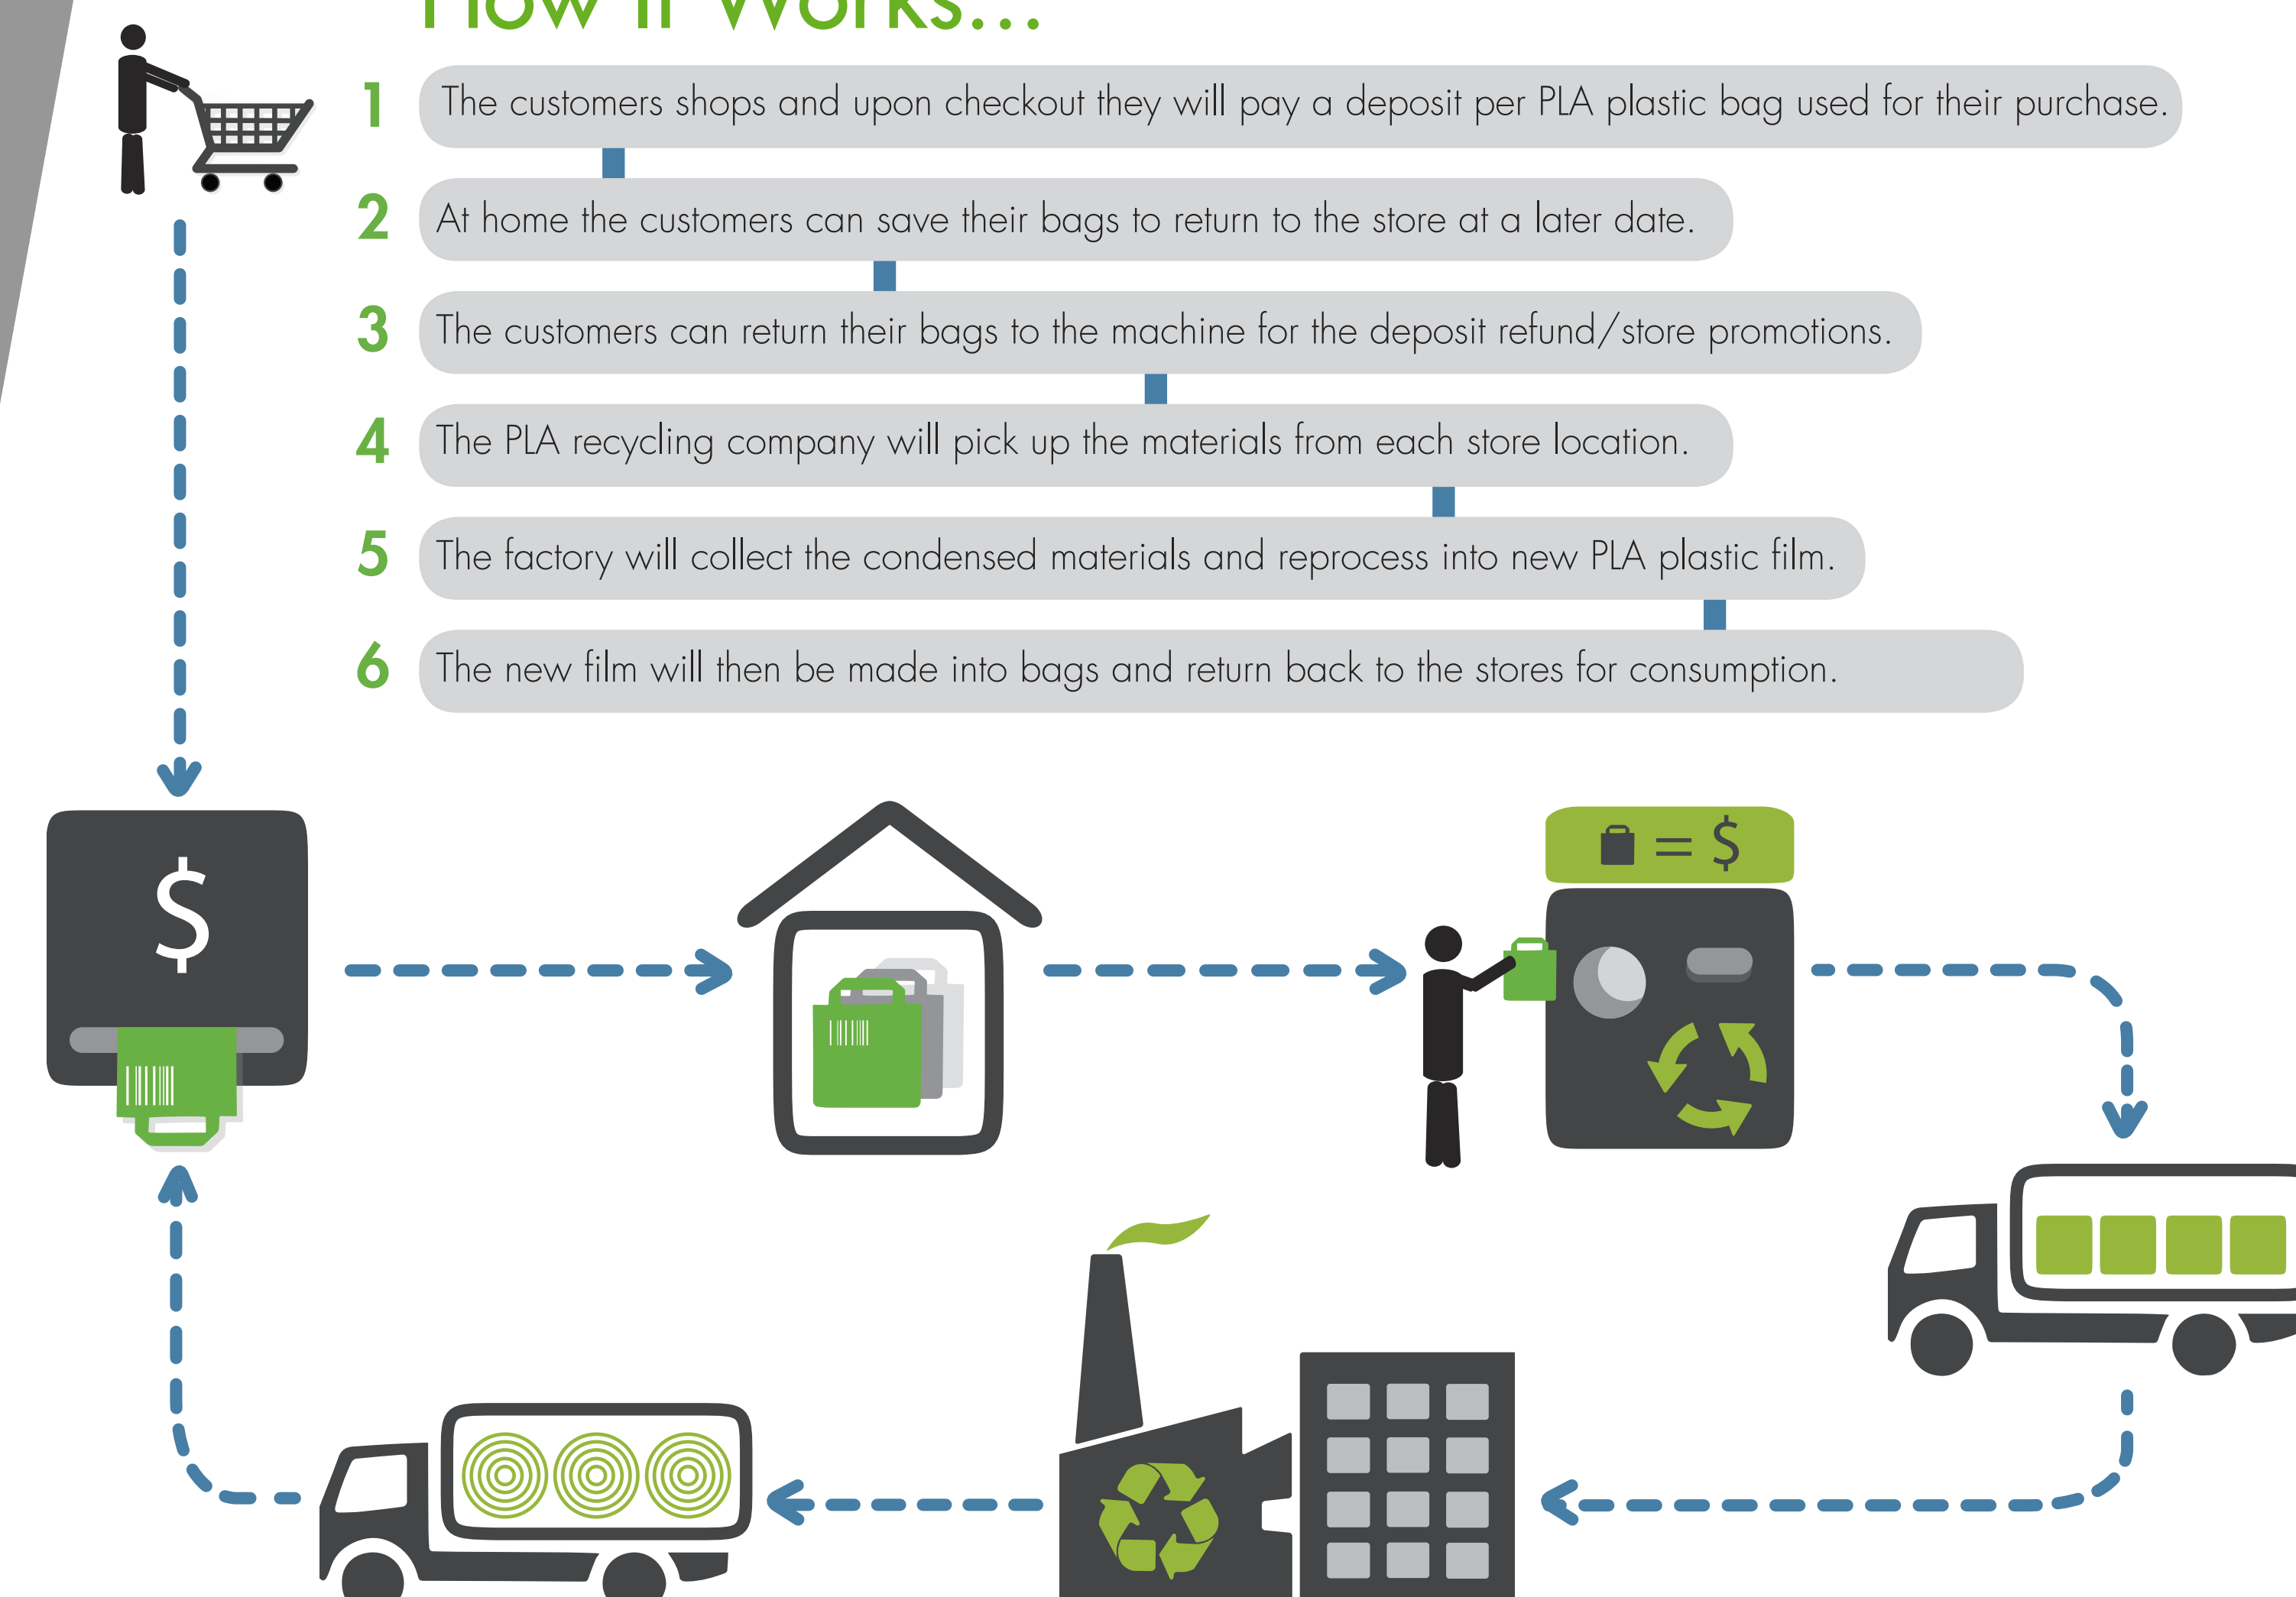 How It Works...
1 The customers shops and upon checkout they will pay a deposit per PLA plastic bag used for their purchase.
2 At home the customers can save their bags to return to the store at a later date.
3 The customers can return their bags to the machine for the deposit refund/store promotions.
4 The PLA recycling company will pick up the materials from each store location.
5 The factory will collect the condensed materials and reprocess into new PLA plastic film.
6 The new film will then be made into bags and return back to the stores for consumption.
= $
$